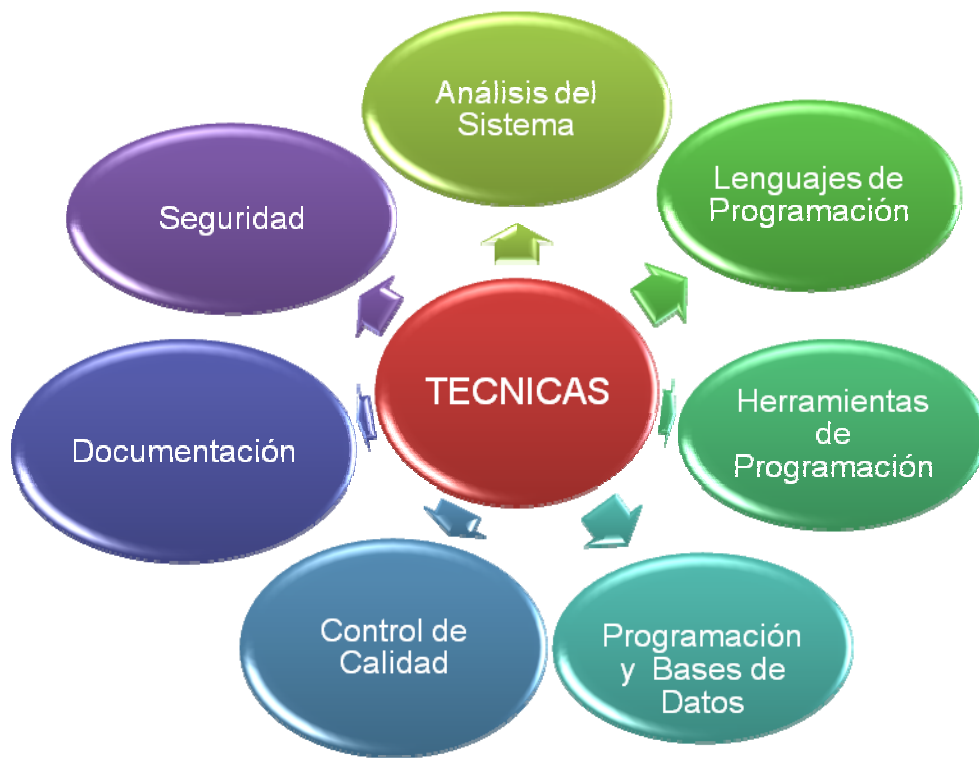 Análisis del
Sistema
Lenguajes de
Programación
Seguridad
TECNICAS
Herramientas
de
Programación
Documentación
Control de
Calidad
Programación
y Bases de
Datos